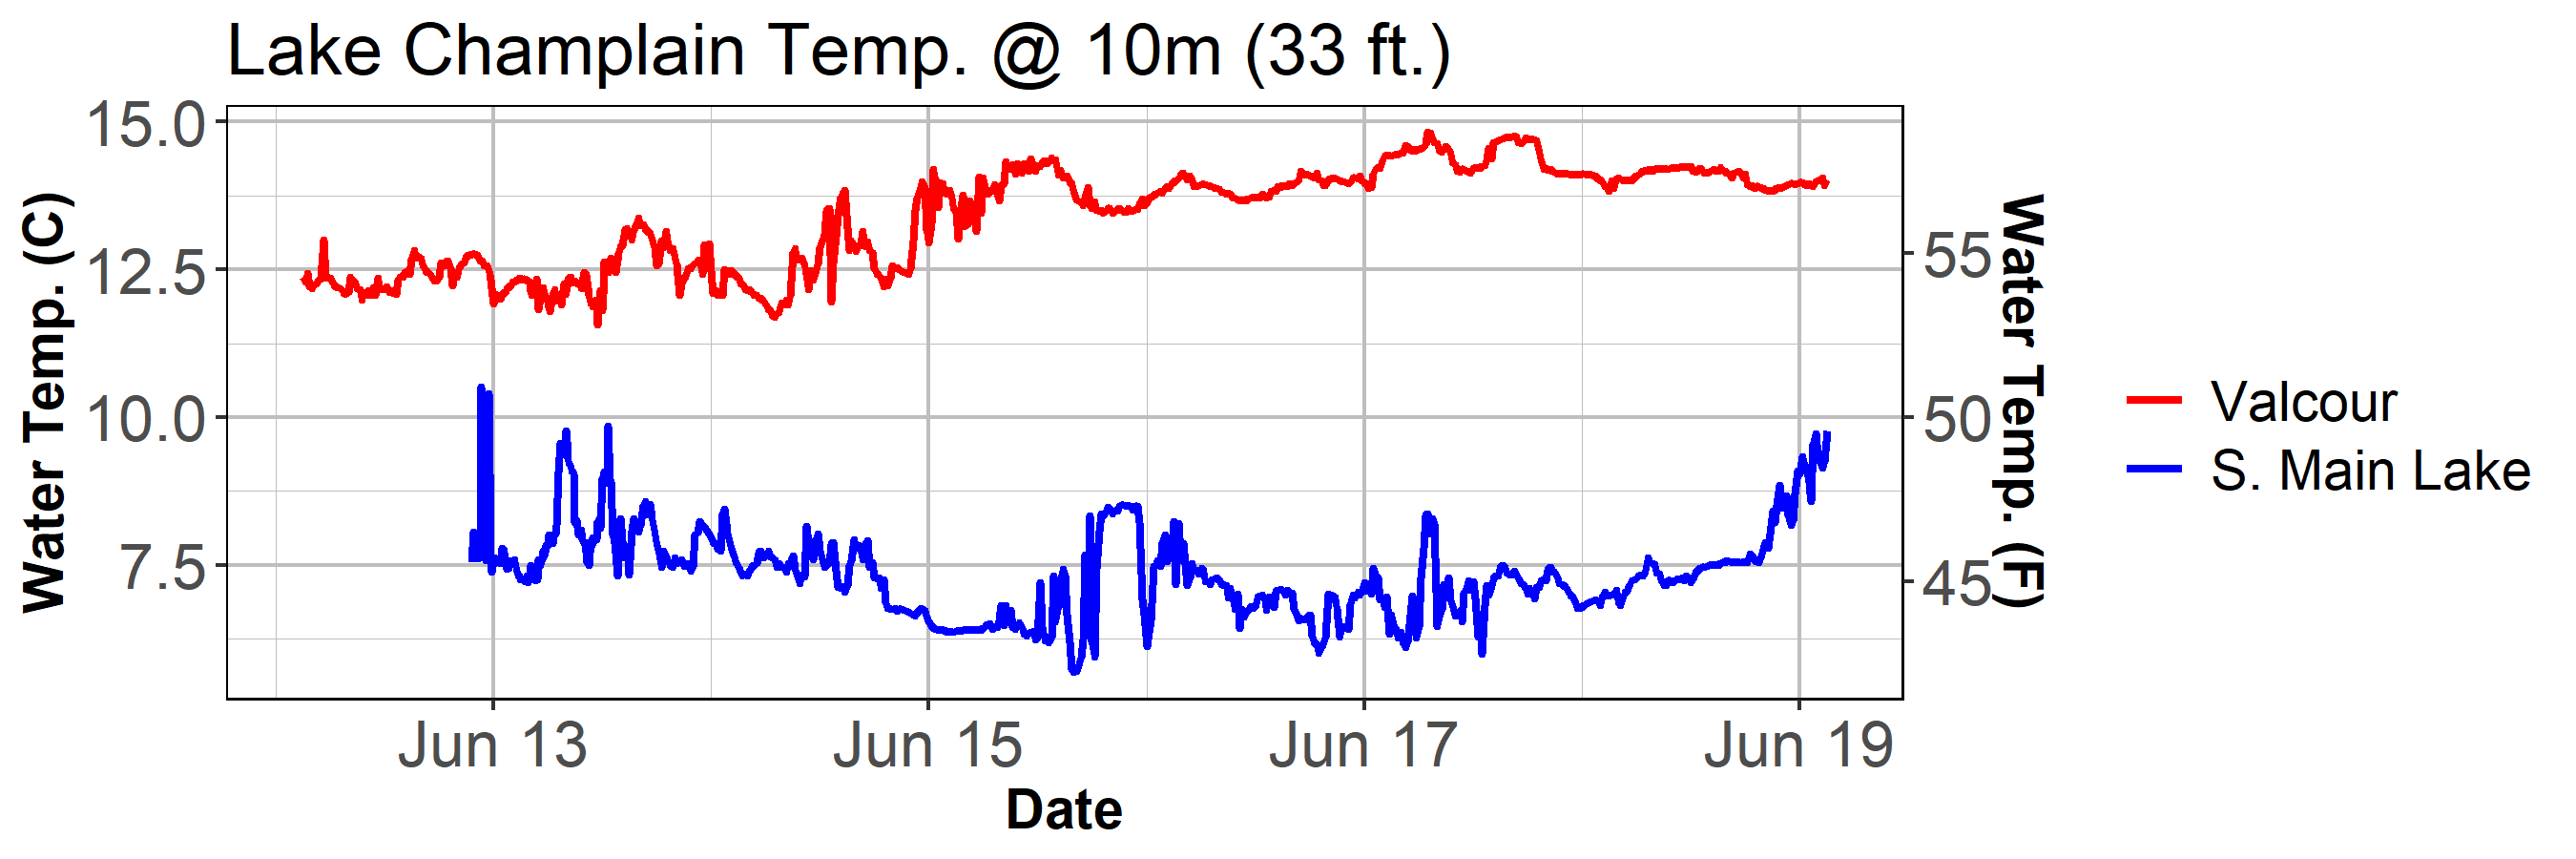 Lake Champlain Temp. @ 10m (33 ft.)
Water Temp. (C)
15.0
12.5
10.0
7.5
55
50
45
Water Temp. (F)
Jun 13
Jun 15
Jun 17
Jun 19
Date
Valcour
S. Main Lake